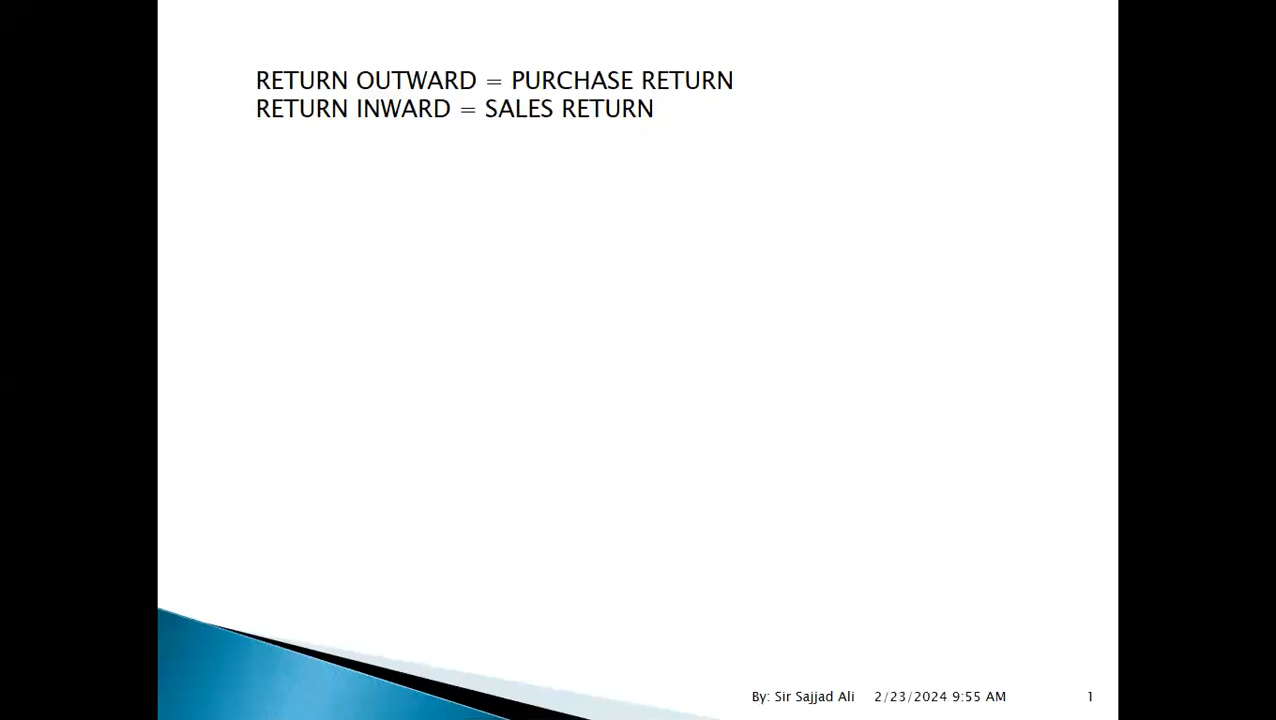 RETURN OUTWARD = PURCHASE RETURN
RETURN INWARD = SALES RETURN
By: Sir Sajjad Ali 2/23/2024 9:55 AM 1